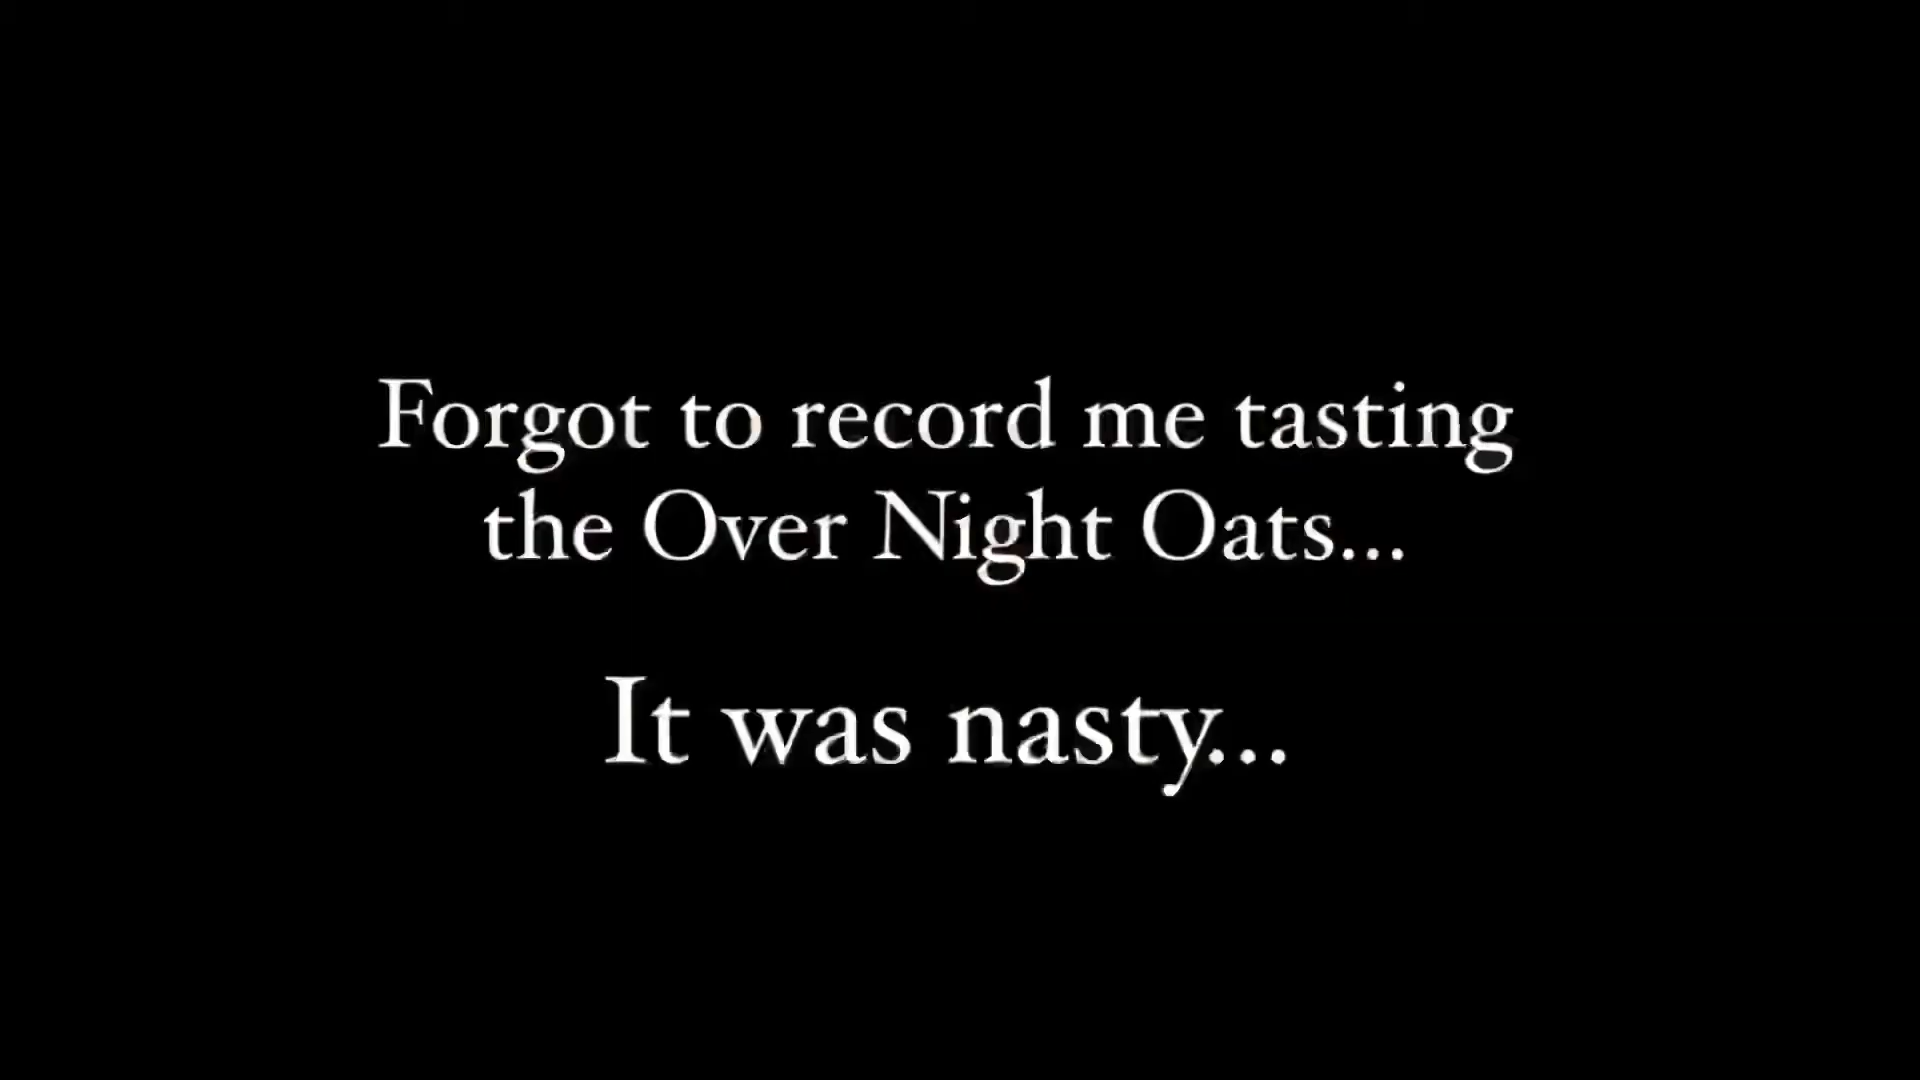 Forgot to record me tasting
the Over Night Oats...
It was nasty...